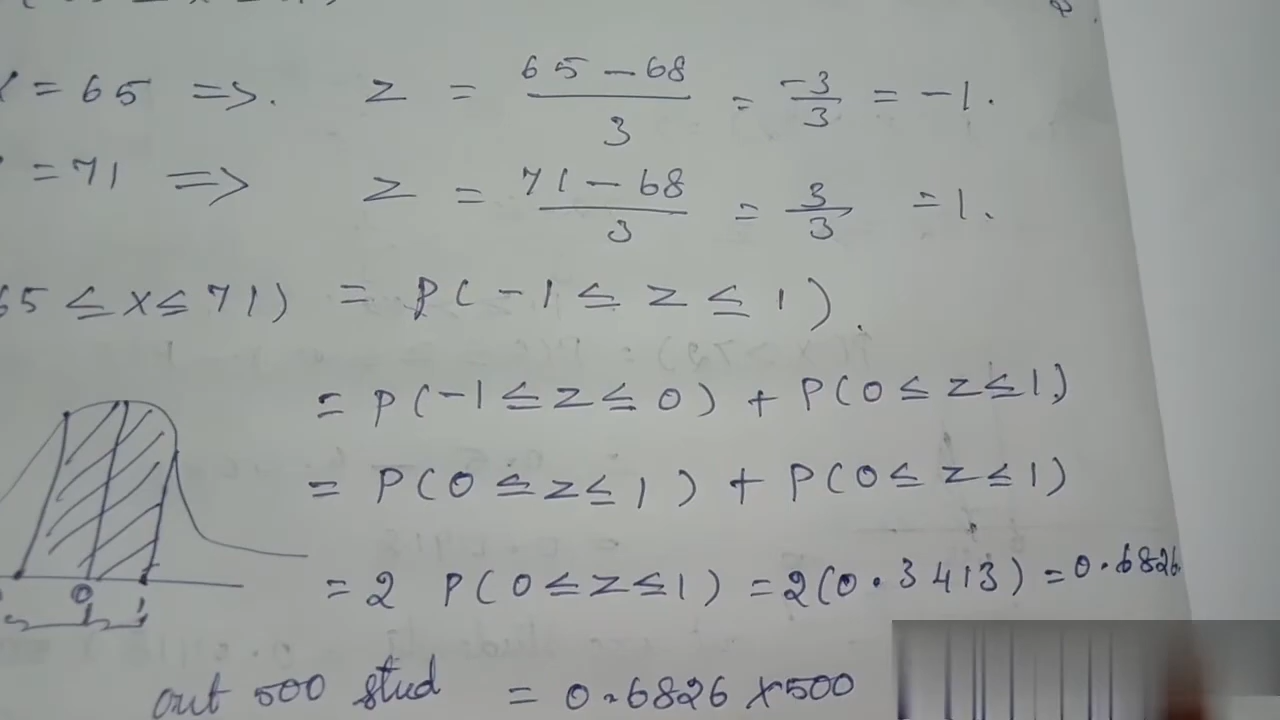 = 65 => . z = 65 - 68 / 3 = -3/3 = -1.
= 71 => z = 71 - 68 / 3 = 3/3 = 1.
65 ≤ x ≤ 71) = P(-1 ≤ z ≤ 1).
= P(-1 ≤ z ≤ 0) + P(0 ≤ z ≤ 1)
= P(0 ≤ z ≤ 1) + P(0 ≤ z ≤ 1)
= 2 P(0 ≤ z ≤ 1) = 2(0.3413) = 0.6826
0
out 500 stud = 0.6826 x 500